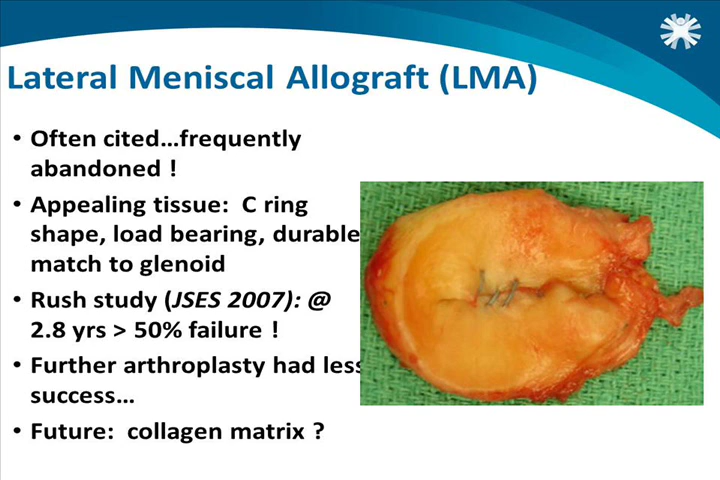 Lateral Meniscal Allograft (LMA)
• Often cited...frequently
abandoned !
• Appealing tissue:  C ring
shape, load bearing, durable
match to glenoid
• Rush study (JSES 2007): @
2.8 yrs > 50% failure !
• Further arthroplasty had less
success...
• Future:  collagen matrix ?